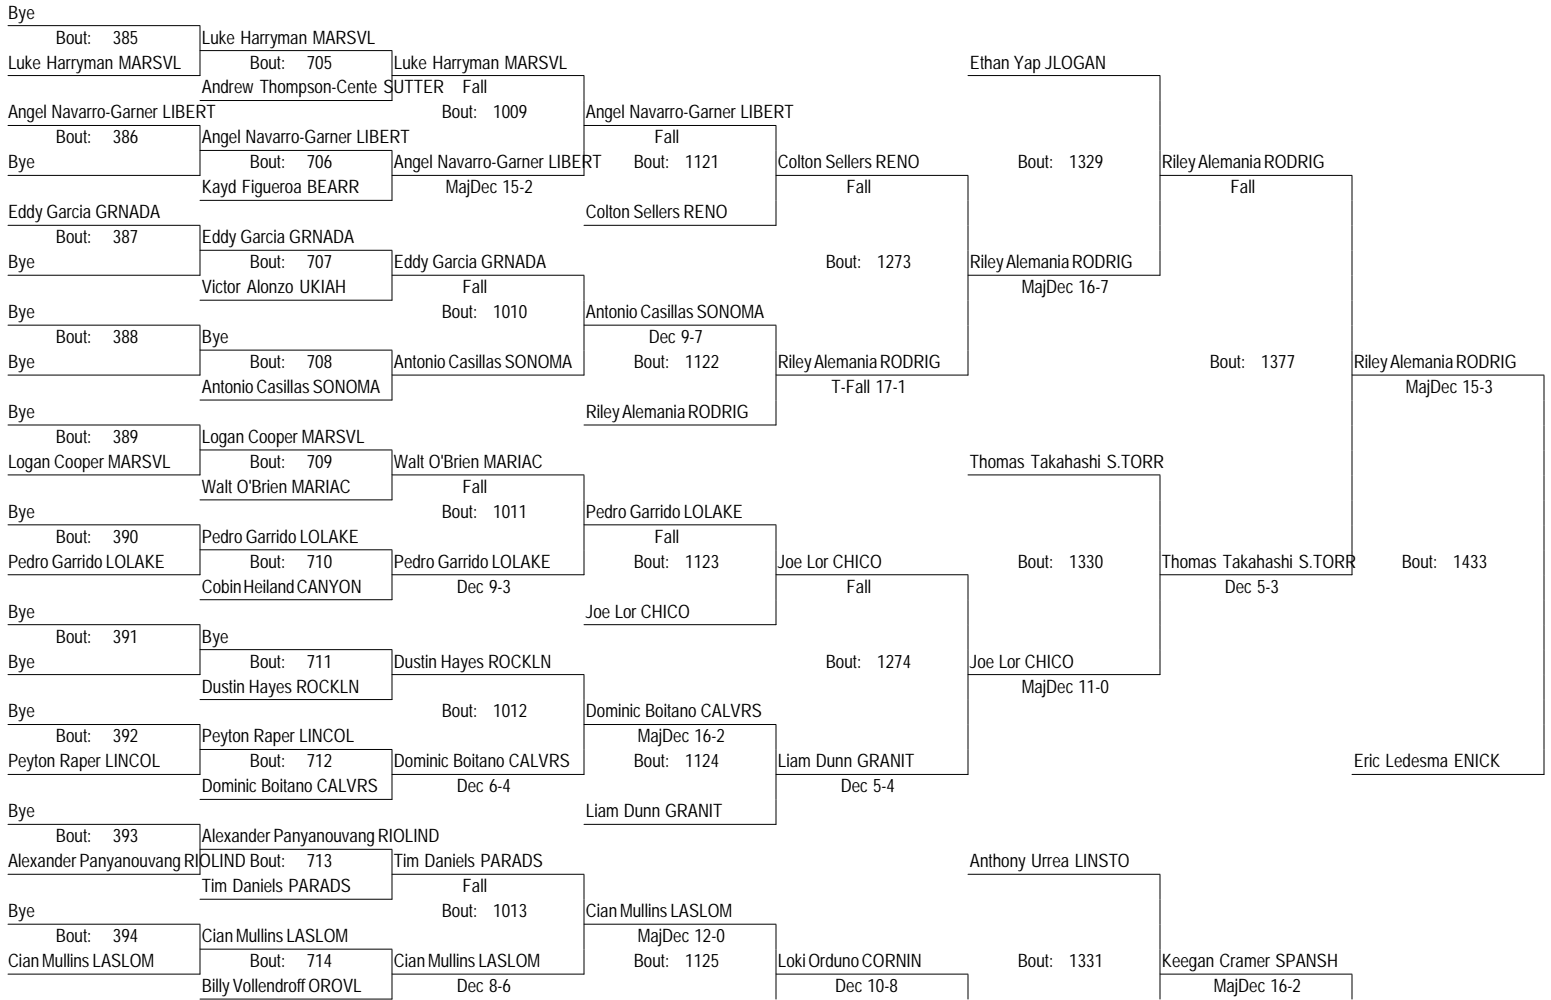 Bye
Bout: 385 Luke Harryman MARSVL
Luke Harryman MARSVL Bout: 705 Luke Harryman MARSVL Ethan Yap JLOGAN
Andrew Thompson-Cente SUTTER Fall
Angel Navarro-Garner LIBERT Bout: 1009 Angel Navarro-Garner LIBERT
Bout: 386 Angel Navarro-Garner LIBERT Fall
Bye Bout: 706 Angel Navarro-Garner LIBERT Bout: 1121 Colton Sellers RENO Bout: 1329 Riley Alemania RODRIG
Kayd Figueroa BEARR MajDec 15-2 Fall Fall
Eddy Garcia GRNADA Colton Sellers RENO
Bout: 387 Eddy Garcia GRNADA
Bye Bout: 707 Eddy Garcia GRNADA Bout: 1273 Riley Alemania RODRIG
Victor Alonzo UKIAH Fall MajDec 16-7
Bye Bout: 1010 Antonio Casillas SONOMA
Bout: 388 Bye Dec 9-7
Bye Bout: 708 Antonio Casillas SONOMA Bout: 1122 Riley Alemania RODRIG Bout: 1377 Riley Alemania RODRIG
Antonio Casillas SONOMA T-Fall 17-1 MajDec 15-3
Bye Riley Alemania RODRIG
Bout: 389 Logan Cooper MARSVL
Logan Cooper MARSVL Bout: 709 Walt O'Brien MARIAC Thomas Takahashi S.TORR
Walt O'Brien MARIAC Fall
Bye Bout: 1011 Pedro Garrido LOLAKE
Bout: 390 Pedro Garrido LOLAKE Fall
Pedro Garrido LOLAKE Bout: 710 Pedro Garrido LOLAKE Bout: 1123 Joe Lor CHICO Bout: 1330 Thomas Takahashi S.TORR Bout: 1433
Cobin Heiland CANYON Dec 9-3 Fall Dec 5-3
Bye Joe Lor CHICO
Bout: 391 Bye
Bye Bout: 711 Dustin Hayes ROCKLN Bout: 1274 Joe Lor CHICO
Dustin Hayes ROCKLN MajDec 11-0
Bye Bout: 1012 Dominic Boitano CALVRS
Bout: 392 Peyton Raper LINCOL MajDec 16-2
Peyton Raper LINCOL Bout: 712 Dominic Boitano CALVRS Bout: 1124 Liam Dunn GRANIT Eric Ledesma ENICK
Dominic Boitano CALVRS Dec 6-4 Dec 5-4
Bye Liam Dunn GRANIT
Bout: 393 Alexander Panyanouvang RIOLIND
Alexander Panyanouvang RIOLIND Bout: 713 Tim Daniels PARADS Anthony Urrea LINSTO
Tim Daniels PARADS Fall
Bye Bout: 1013 Cian Mullins LASLOM
Bout: 394 Cian Mullins LASLOM MajDec 12-0
Cian Mullins LASLOM Bout: 714 Cian Mullins LASLOM Bout: 1125 Loki Orduno CORNIN Bout: 1331 Keegan Cramer SPANSH
Billy Vollendroff OROVL Dec 8-6 Dec 10-8 MajDec 16-2